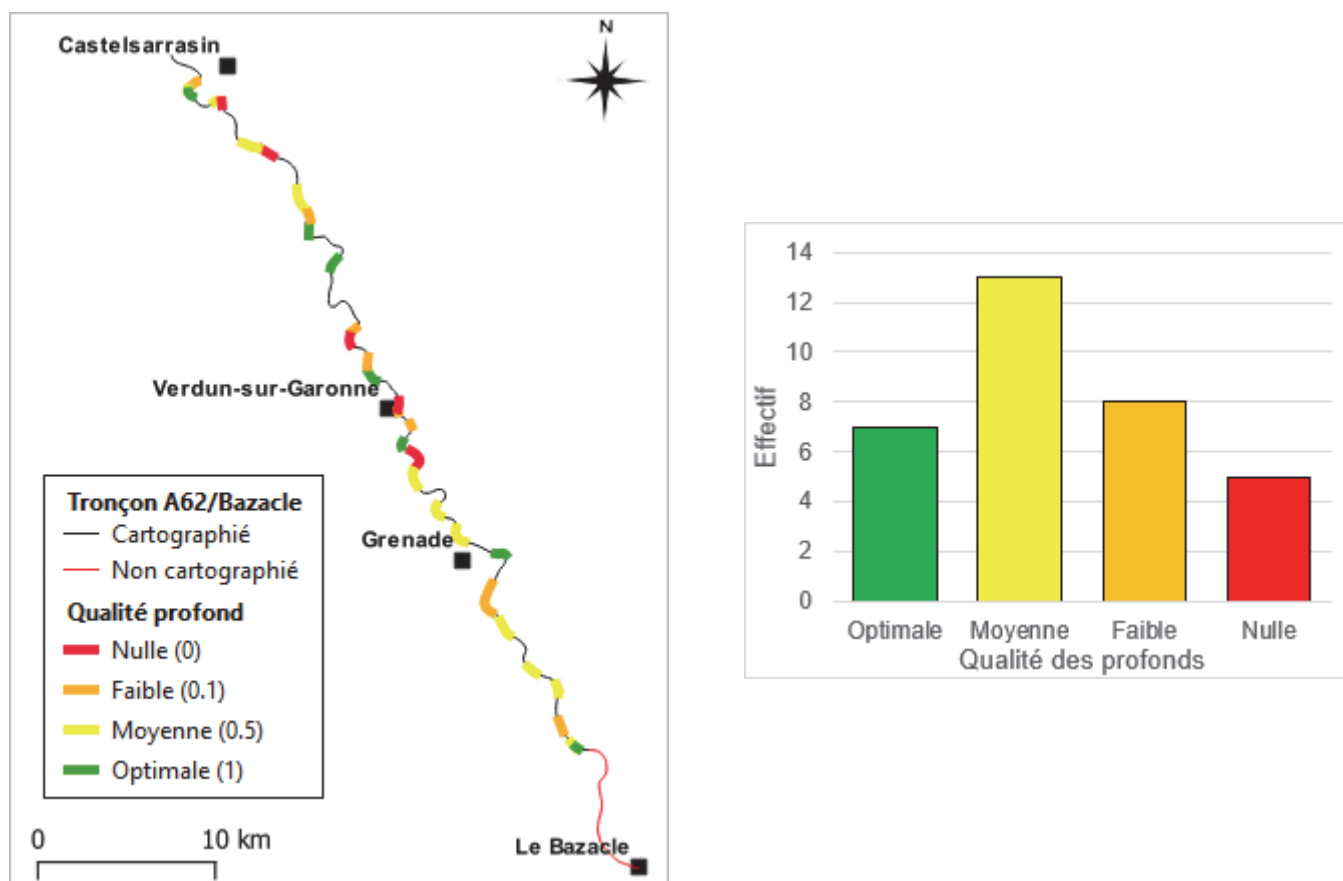 N
Castelsarrasin
Verdun-sur-Garonne
Grenade
Le Bazacle
Tronçon A62/Bazacle
Cartographié
Non cartographié
Qualité profond
Nulle (0)
Faible (0.1)
Moyenne (0.5)
Optimale (1)
0 10 km
14
12
10
8
6
4
2
0
Effectif
Optimale Moyenne Faible Nulle
Qualité des profonds